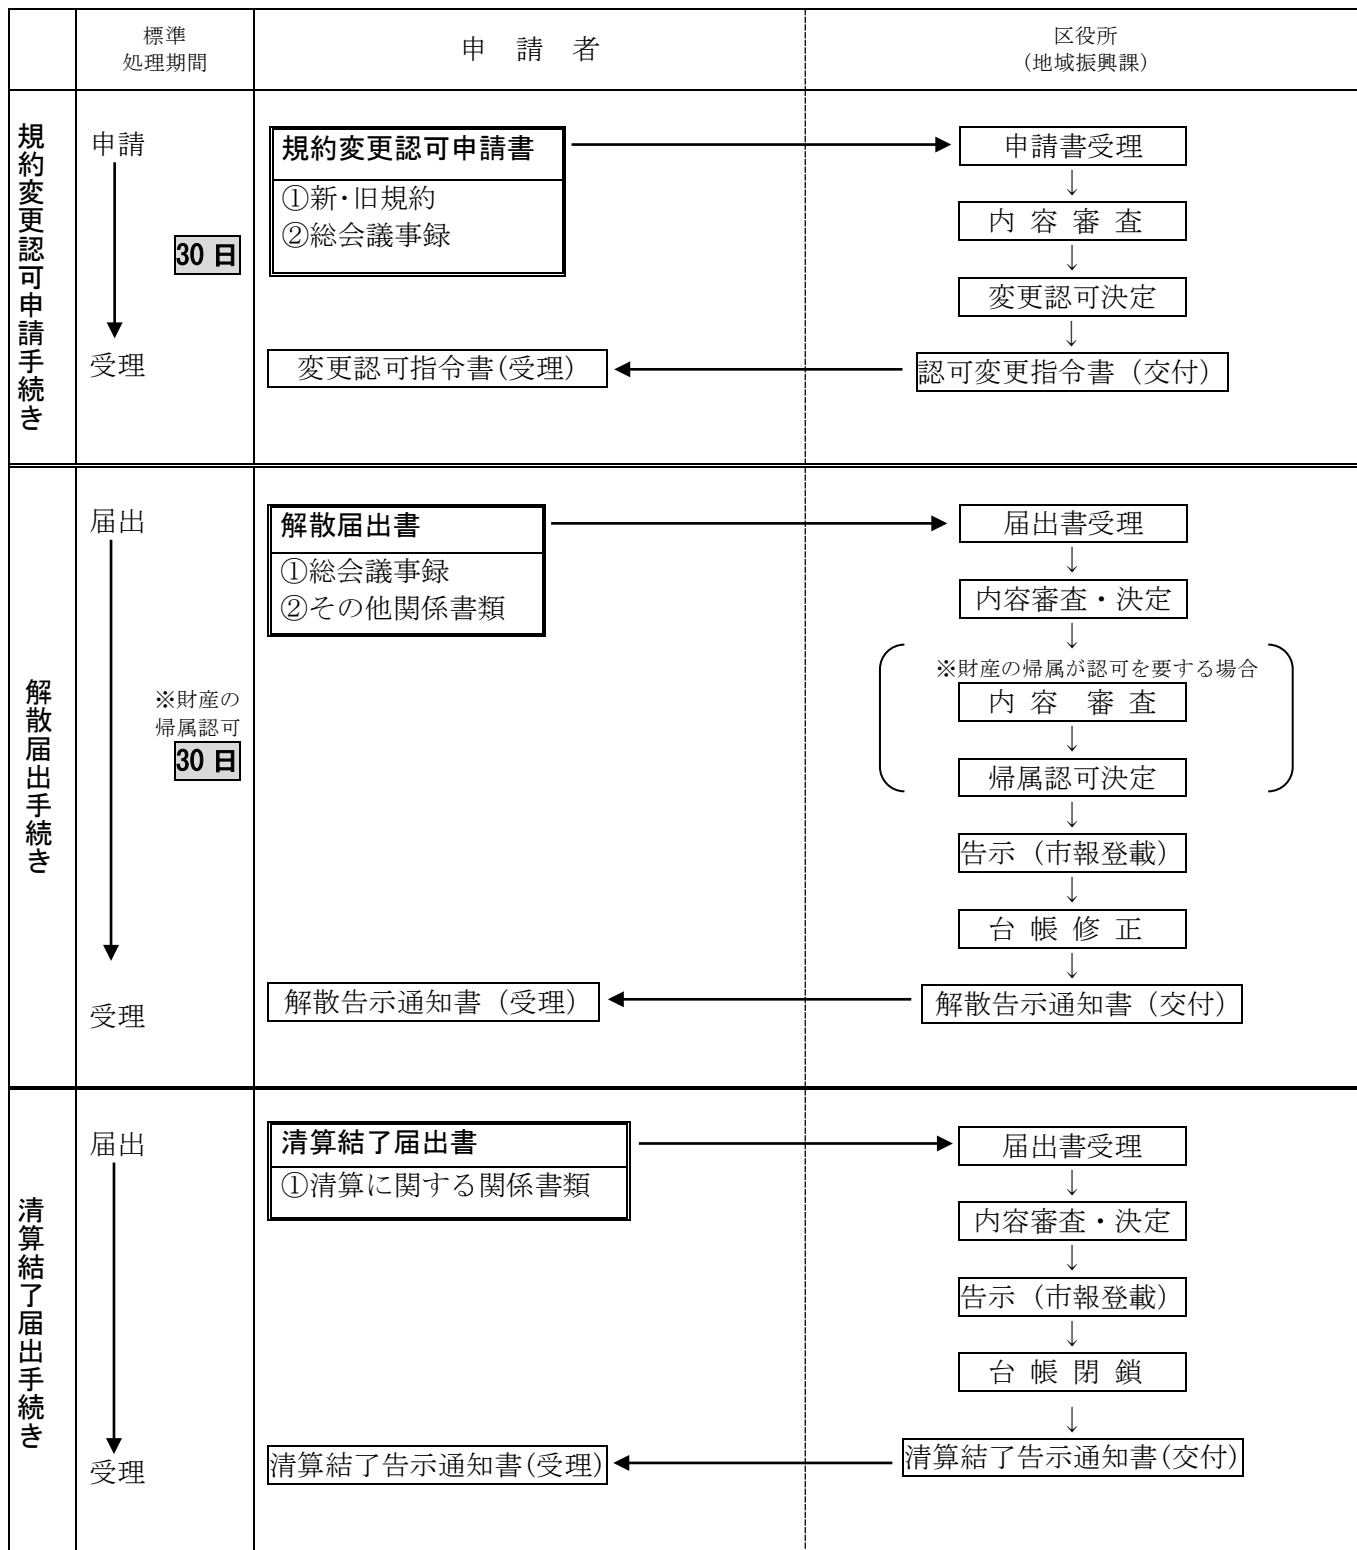 標準
処理期間
申 請 者
区役所
(地域振興課)
規約変更認可申請手続き
申請
30 日
受理
規約変更認可申請書
①新・旧規約
②総会議事録
変更認可指令書(受理)
申請書受理
↓
内 容 審 査
↓
変更認可決定
↓
認可変更指令書（交付）
解散届出手続き
届出
※財産の
帰属認可
30 日
受理
解散届出書
①総会議事録
②その他関係書類
解散告示通知書（受理）
届出書受理
↓
内容審査・決定
↓
※財産の帰属が認可を要する場合
内 容 審 査
↓
帰属認可決定
↓
告示（市報登載）
↓
台 帳 修 正
↓
解散告示通知書（交付）
清算結了届出手続き
届出
受理
清算結了届出書
①清算に関する関係書類
清算結了告示通知書(受理)
届出書受理
↓
内容審査・決定
↓
告示（市報登載）
↓
台 帳 閉 鎖
↓
清算結了告示通知書(交付)